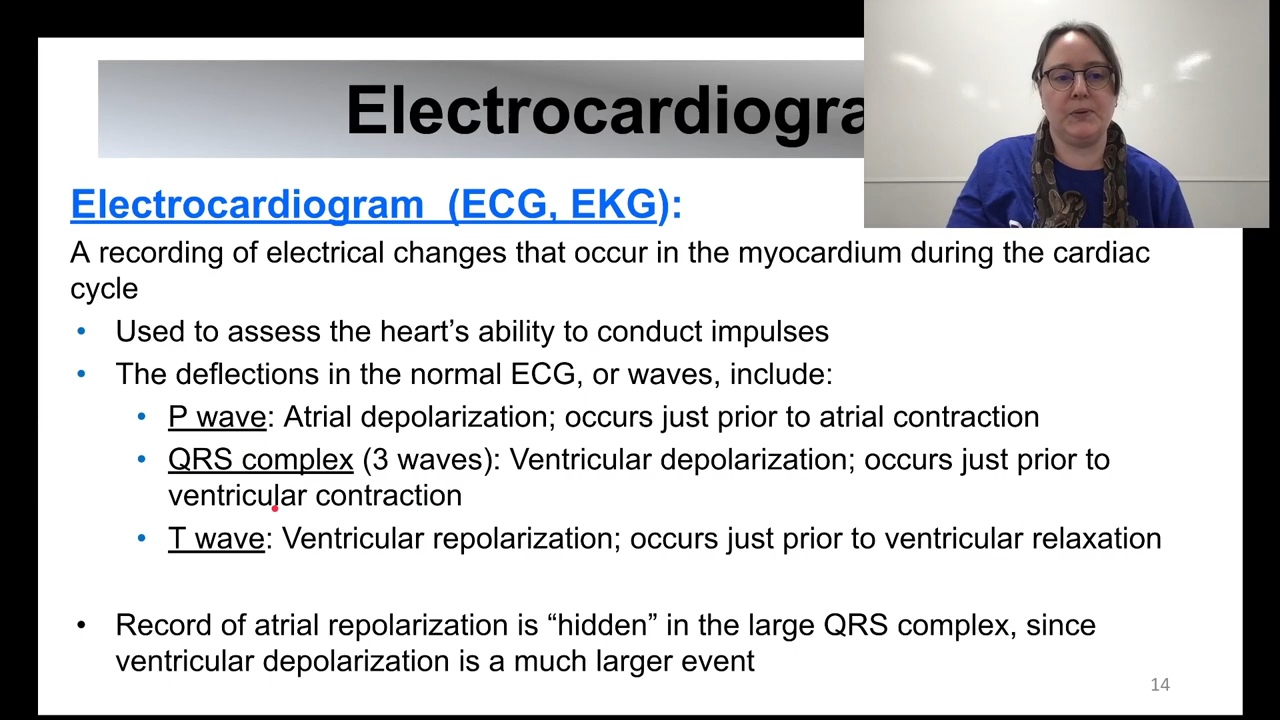 Electrocardiogra
Electrocardiogram (ECG, EKG):
A recording of electrical changes that occur in the myocardium during the cardiac
cycle
• Used to assess the heart’s ability to conduct impulses
• The deflections in the normal ECG, or waves, include:
• P wave: Atrial depolarization; occurs just prior to atrial contraction
• QRS complex (3 waves): Ventricular depolarization; occurs just prior to
ventricular contraction
• T wave: Ventricular repolarization; occurs just prior to ventricular relaxation
• Record of atrial repolarization is “hidden” in the large QRS complex, since
ventricular depolarization is a much larger event
14